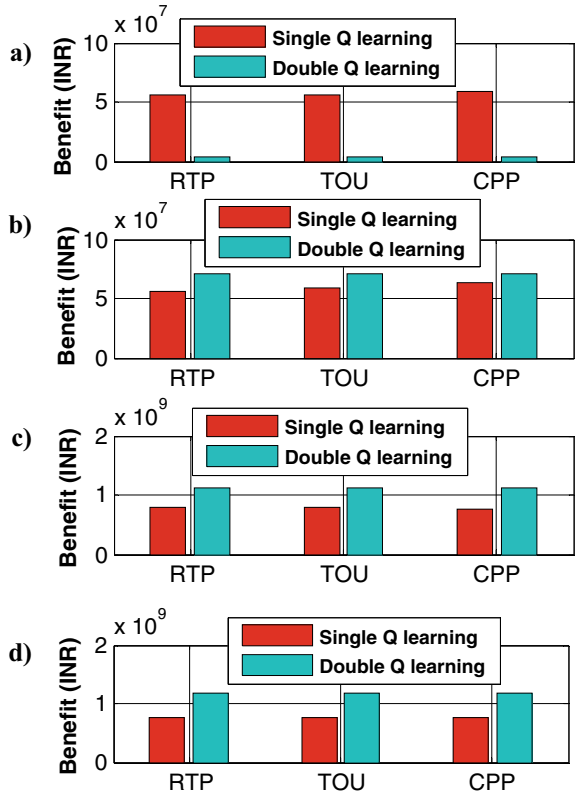 a)
x 10^7
Benefit (INR)
10
5
0
Single Q learning
Double Q learning
RTP TOU CPP
b)
x 10^7
Benefit (INR)
10
5
0
Single Q learning
Double Q learning
RTP TOU CPP
c)
x 10^9
Benefit (INR)
2
1
0
Single Q learning
Double Q learning
RTP TOU CPP
d)
x 10^9
Benefit (INR)
2
1
0
Single Q learning
Double Q learning
RTP TOU CPP